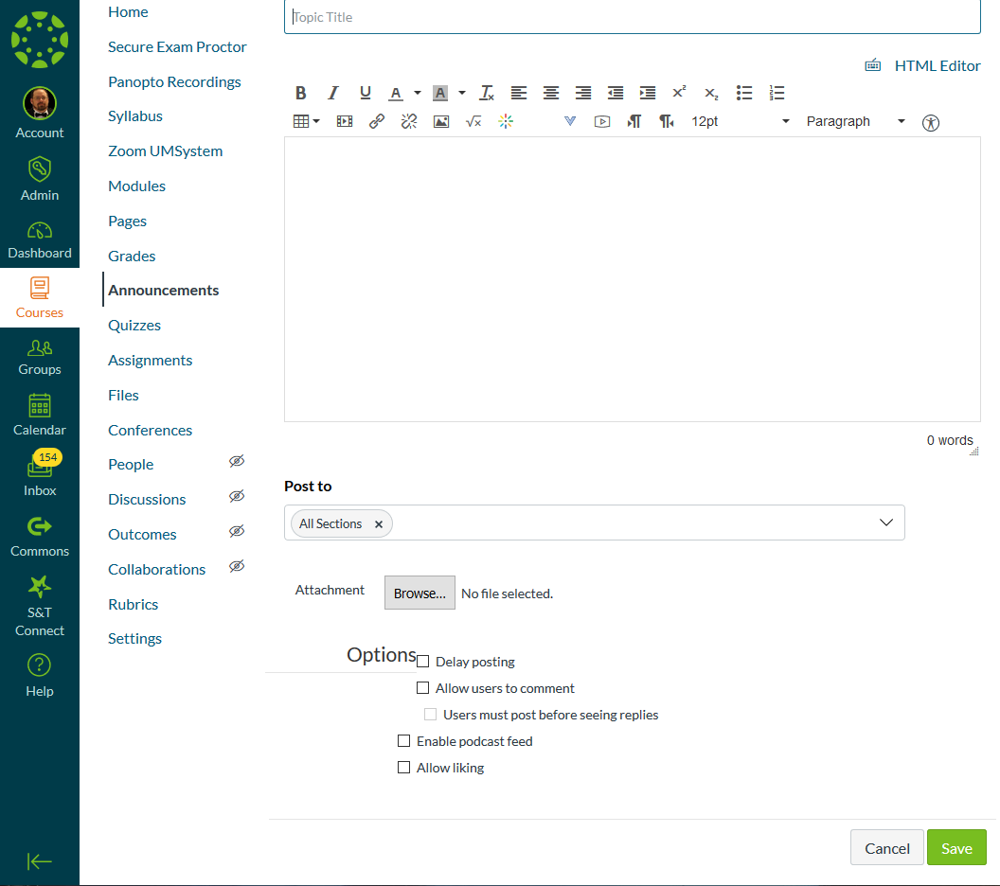 Account
Admin
Dashboard
Courses
Groups
Calendar
154
Inbox
Commons
S&T
Connect
Help
Home
Secure Exam Proctor
Panopto Recordings
Syllabus
Zoom UMSystem
Modules
Pages
Grades
Announcements
Quizzes
Assignments
Files
Conferences
People
Discussions
Outcomes
Collaborations
Rubrics
Settings
Topic Title
HTML Editor
B I U A A Tx x² x₂
√x 12pt Paragraph
0 words
Post to
All Sections ×
Attachment Browse... No file selected.
Options
Delay posting
Allow users to comment
Users must post before seeing replies
Enable podcast feed
Allow liking
Cancel Save